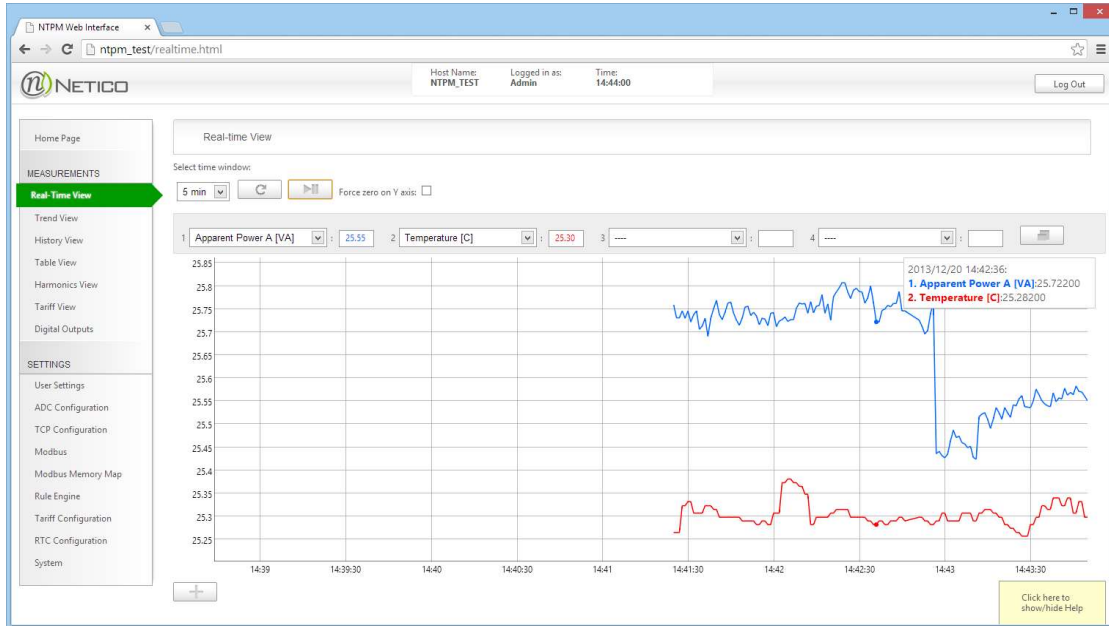 NTPM Web Interface
ntpm_test/realtime.html
NETICO
Host Name: Logged in as: Time:
NTPM_TEST Admin 14:44:00
Log Out
Home Page
MEASUREMENTS
Real-Time View
Trend View
History View
Table View
Harmonics View
Tariff View
Digital Outputs
SETTINGS
User Settings
ADC Configuration
TCP Configuration
Modbus
Modbus Memory Map
Rule Engine
Tariff Configuration
RTC Configuration
System
Real-time View
Select time window:
5 min Force zero on Y axis:
1 Apparent Power A [VA] : 25.55 2 Temperature [C] : 25.30 3 ---- : 4 ---- :
2013/12/20 14:42:36:
1. Apparent Power A [VA]:25.72200
2. Temperature [C]:25.28200
25.85
25.8
25.75
25.7
25.65
25.6
25.55
25.5
25.45
25.4
25.35
25.3
25.25
14:39 14:39:30 14:40 14:40:30 14:41 14:41:30 14:42 14:42:30 14:43 14:43:30
Click here to
show/hide Help